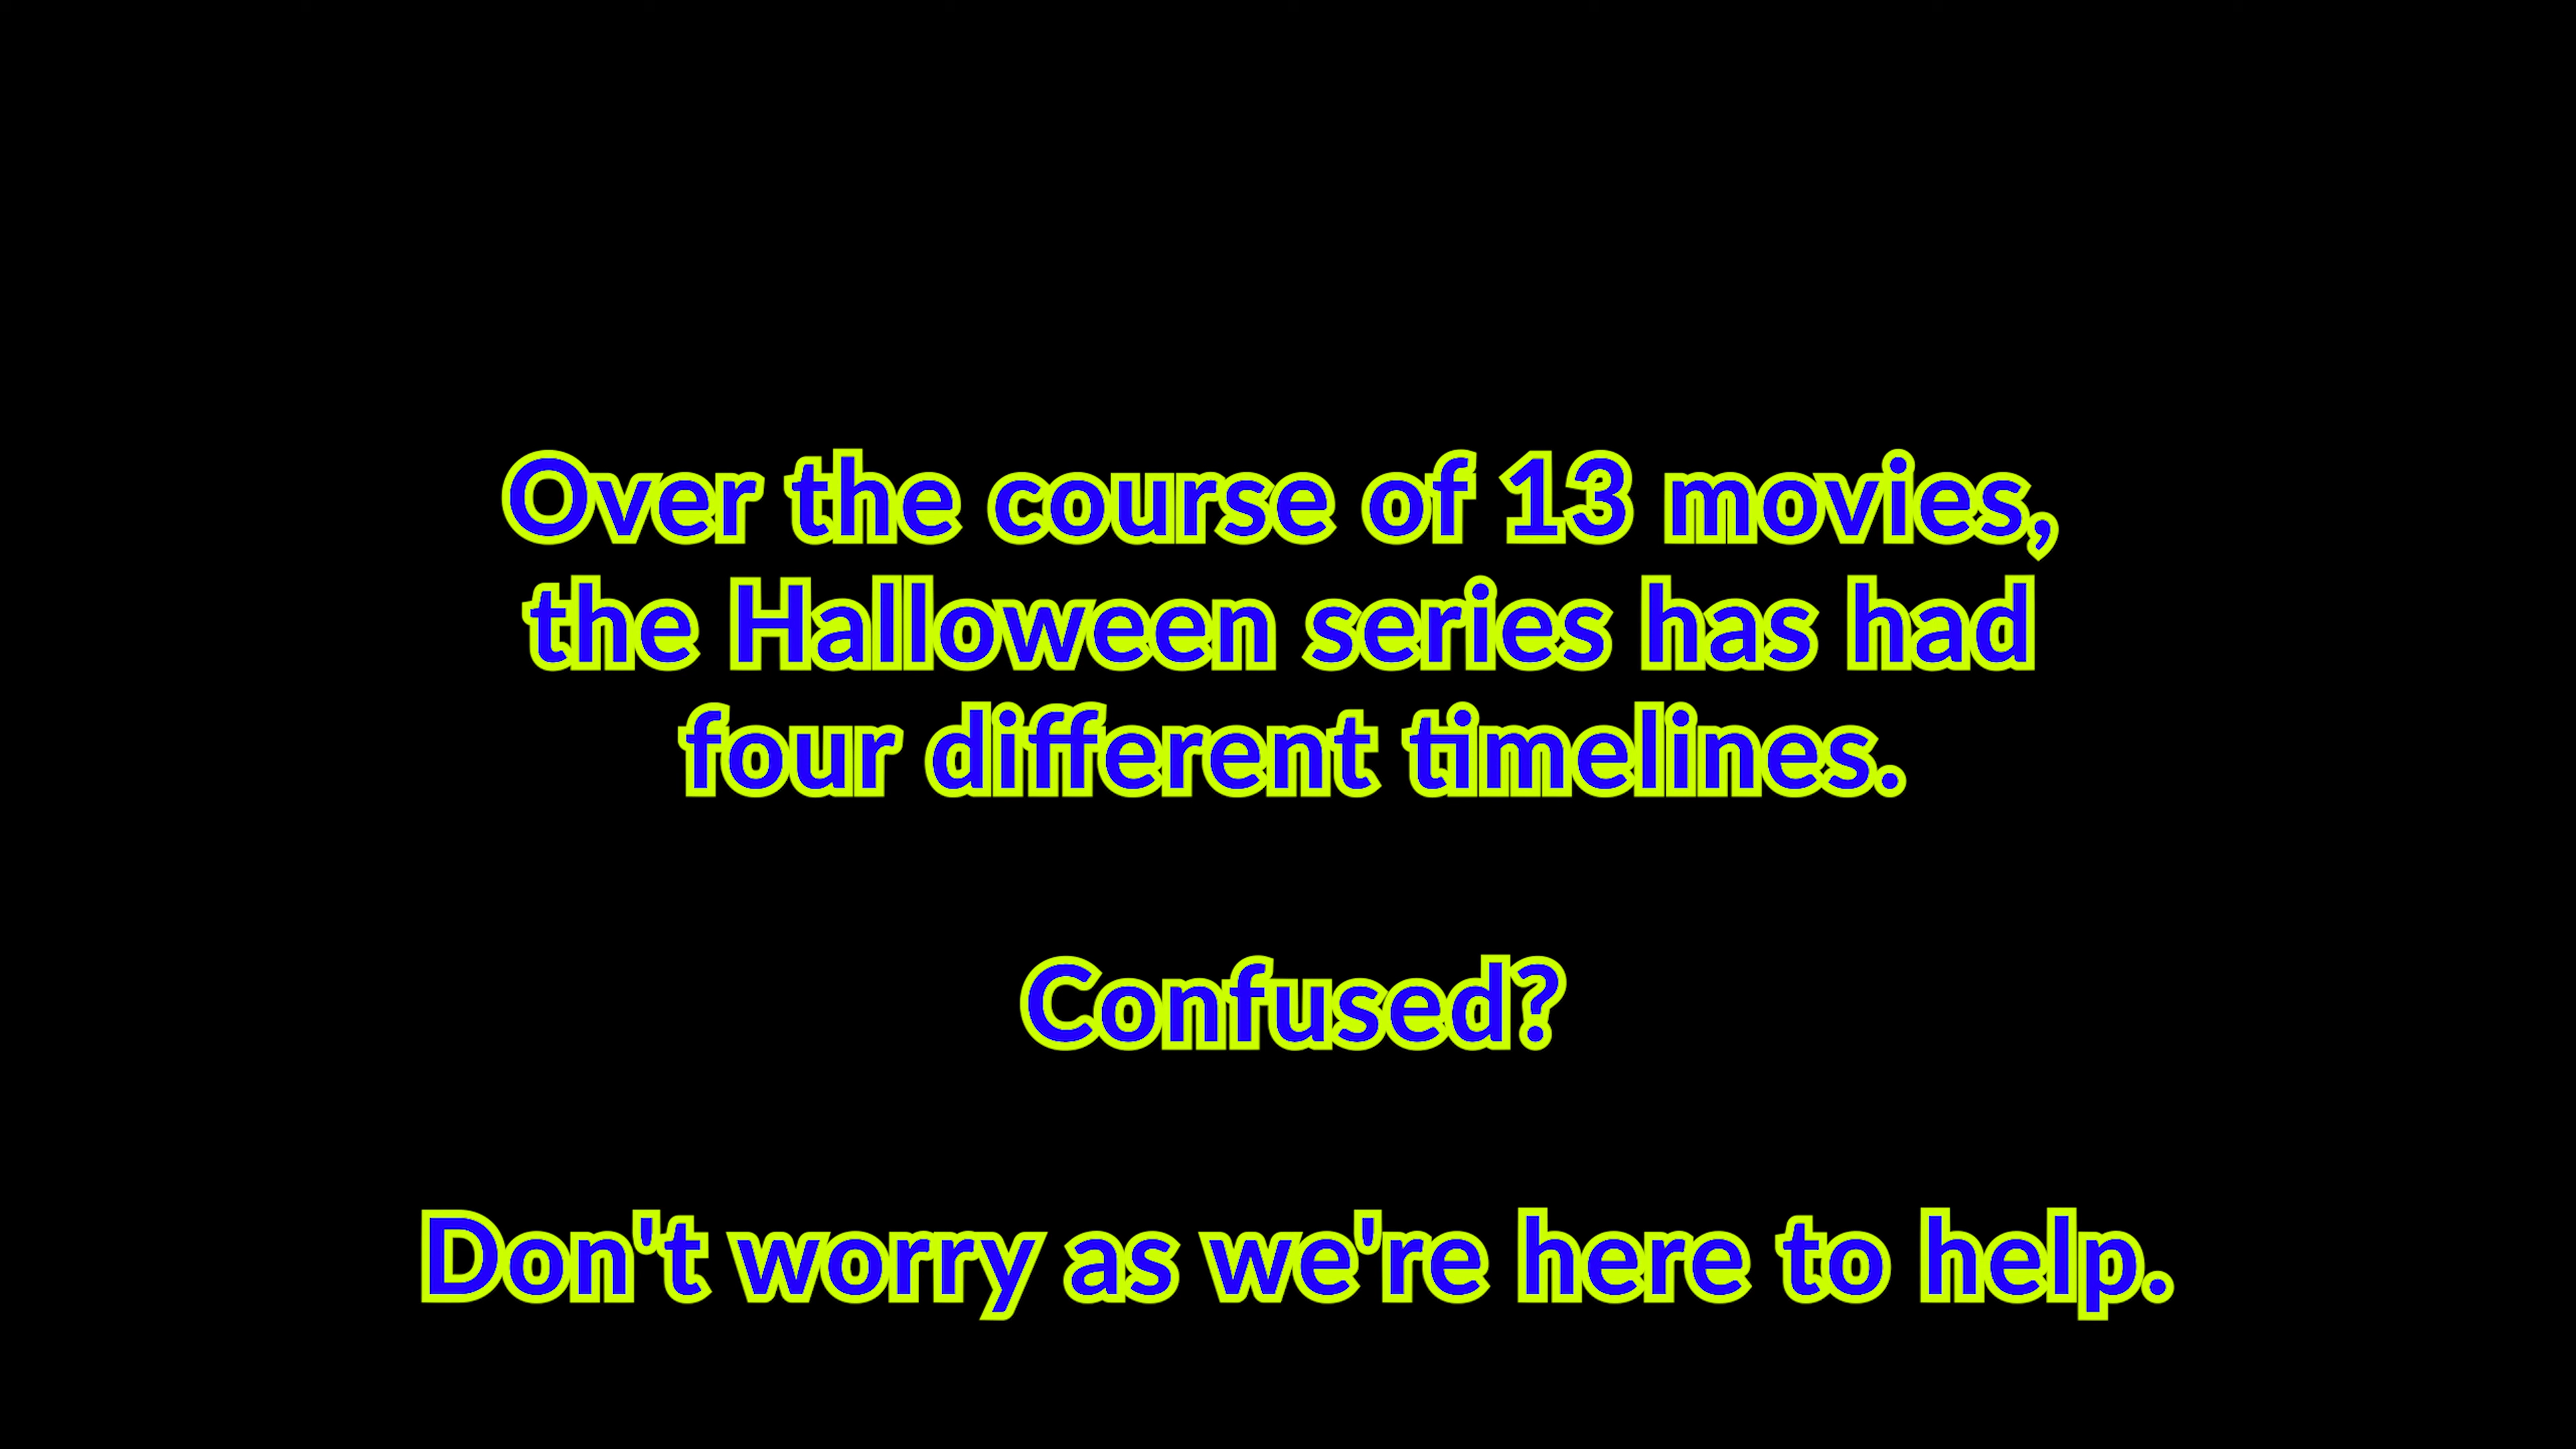 Over the course of 13 movies,
the Halloween series has had
four different timelines.
Confused?
Don't worry as we're here to help.